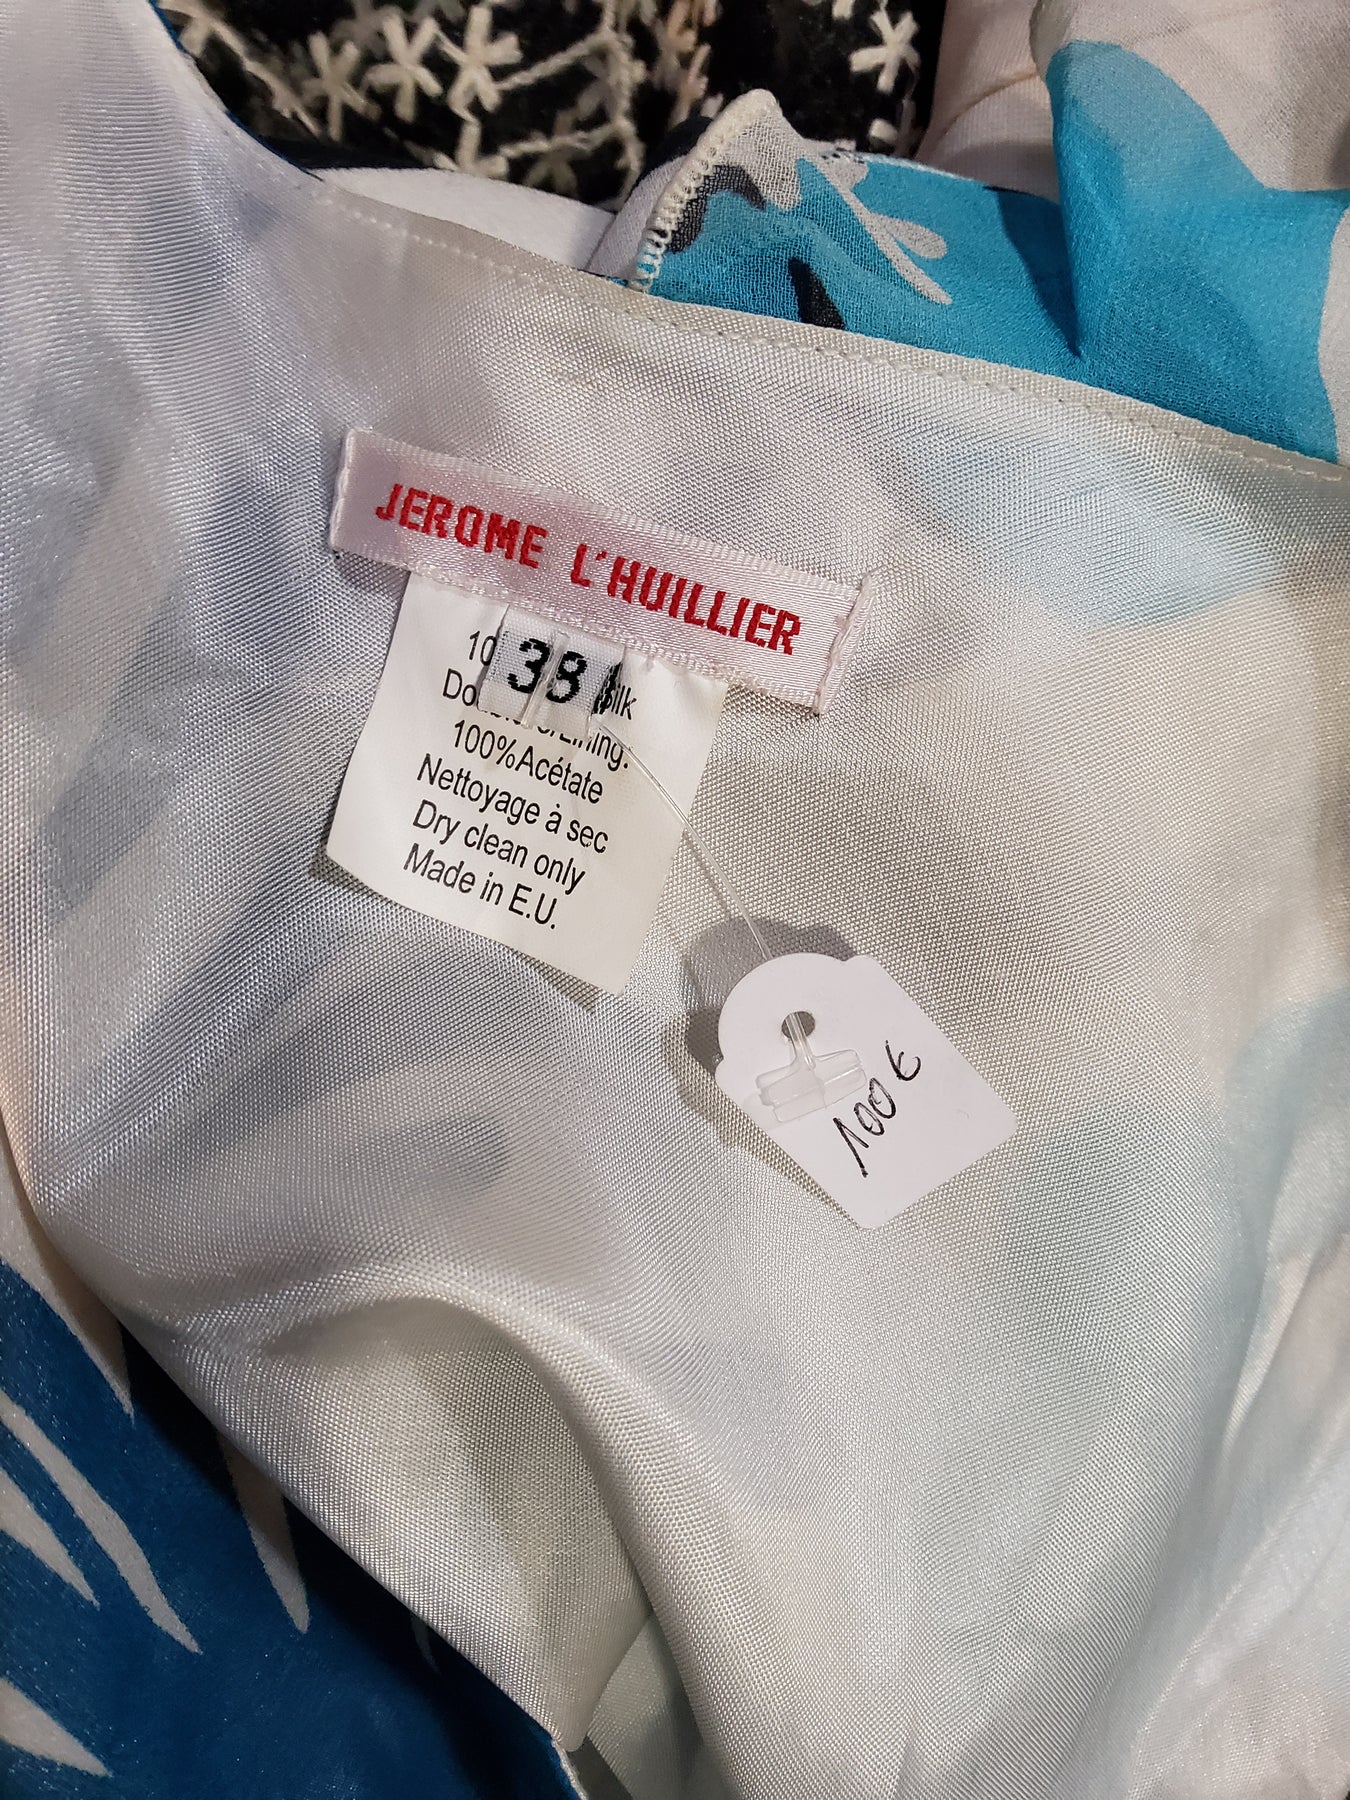 JEROME L'HUILLIER
38
100%Acétate
Nettoyage à sec
Dry clean only
Made in E.U.
100€